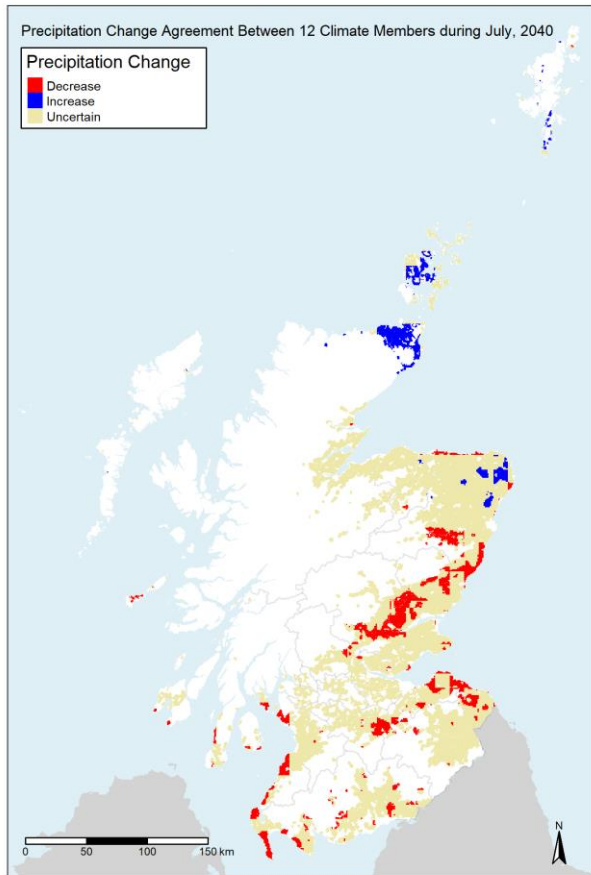 Precipitation Change Agreement Between 12 Climate Members during July, 2040
Precipitation Change
Decrease
Increase
Uncertain
N
0 50 100 150 km